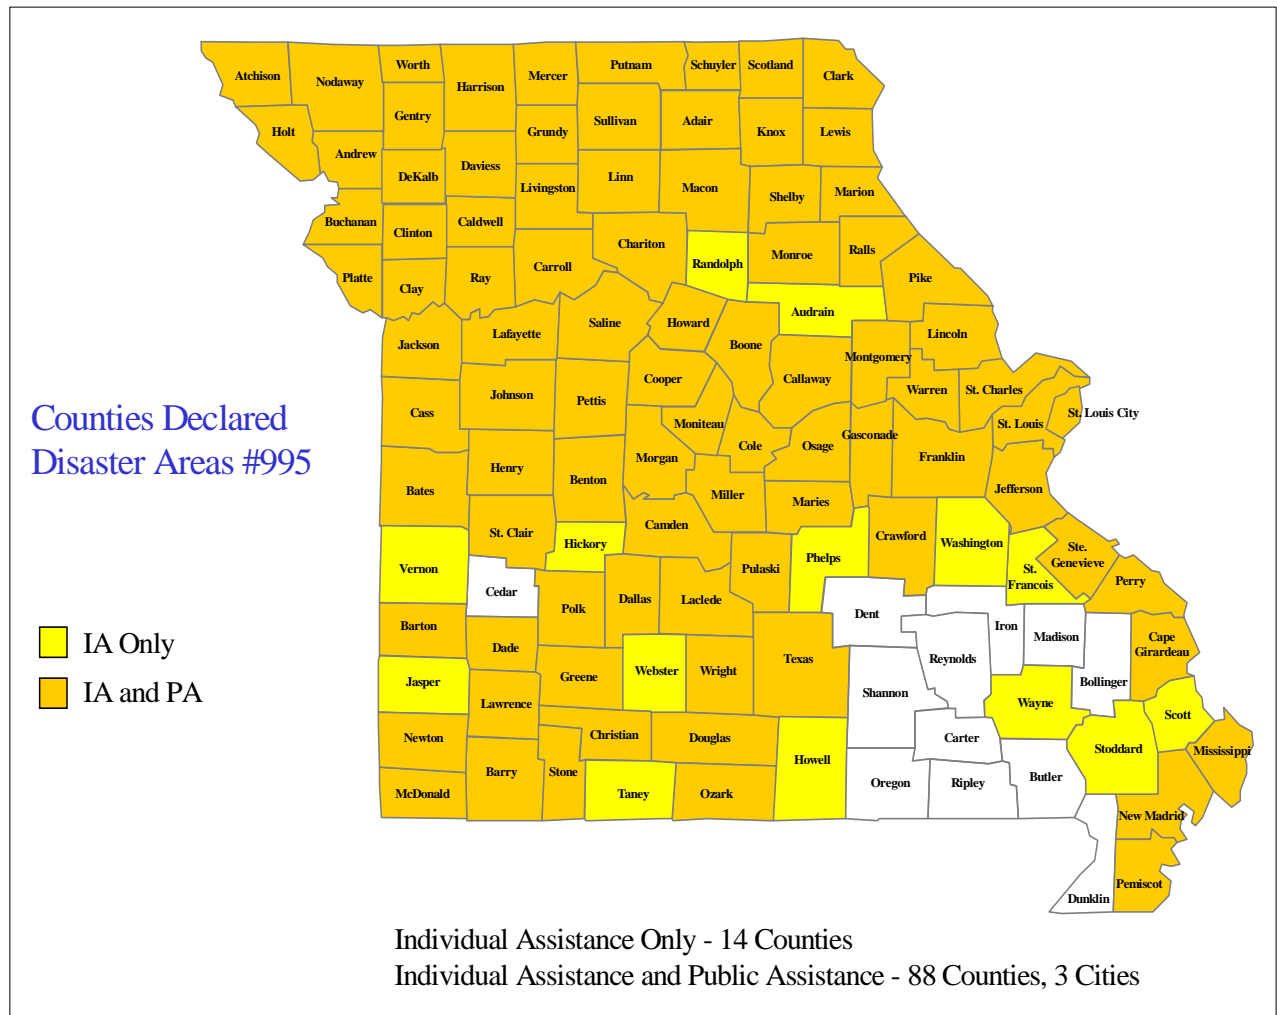 Atchison
Nodaway
Worth
Harrison
Mercer
Putnam
Schuyler
Scotland
Clark
Gentry
Holt
Andrew
DeKalb
Daviess
Grundy
Sullivan
Adair
Knox
Lewis
Livingston
Linn
Macon
Shelby
Marion
Buchanan
Clinton
Caldwell
Chariton
Randolph
Monroe
Ralls
Pike
Platte
Clay
Ray
Carroll
Audrain
Jackson
Lafayette
Saline
Howard
Boone
Callaway
Montgomery
Lincoln
Warren
St. Charles
St. Louis
St. Louis City
Cass
Johnson
Pettis
Cooper
Moniteau
Cole
Osage
Gasconade
Franklin
Jefferson
Counties Declared
Disaster Areas #995
Bates
Henry
Benton
Morgan
Miller
Maries
St. Clair
Hickory
Camden
Pulaski
Phelps
Crawford
Washington
St.
Francois
Ste.
Genevieve
Perry
Vernon
Cedar
Polk
Dallas
Laclede
Dent
Iron
Madison
Bollinger
Cape
Girardeau
IA Only
IA and PA
Barton
Dade
Greene
Webster
Wright
Texas
Shannon
Reynolds
Wayne
Scott
Jasper
Lawrence
Christian
Douglas
Howell
Carter
Stoddard
Mississippi
Newton
McDonald
Barry
Stone
Taney
Ozark
Oregon
Ripley
Butler
New Madrid
Pemiscot
Dunklin
Individual Assistance Only - 14 Counties
Individual Assistance and Public Assistance - 88 Counties, 3 Cities